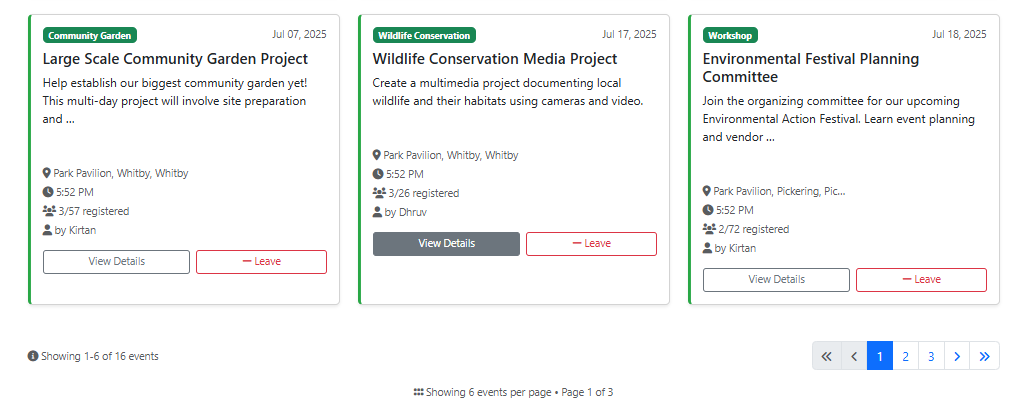 Community Garden
Jul 07, 2025
Large Scale Community Garden Project
Help establish our biggest community garden yet!
This multi-day project will involve site preparation
and ...
Park Pavilion, Whitby, Whitby
5:52 PM
3/57 registered
by Kirtan
View Details
Leave
Wildlife Conservation
Jul 17, 2025
Wildlife Conservation Media Project
Create a multimedia project documenting local
wildlife and their habitats using cameras and video.
Park Pavilion, Whitby, Whitby
5:52 PM
3/26 registered
by Dhruv
View Details
Leave
Workshop
Jul 18, 2025
Environmental Festival Planning
Committee
Join the organizing committee for our upcoming
Environmental Action Festival. Learn event planning
and vendor ...
Park Pavilion, Pickering, Pic...
5:52 PM
2/72 registered
by Kirtan
View Details
Leave
Showing 1-6 of 16 events
« ‹ 1 2 3 › »
Showing 6 events per page • Page 1 of 3